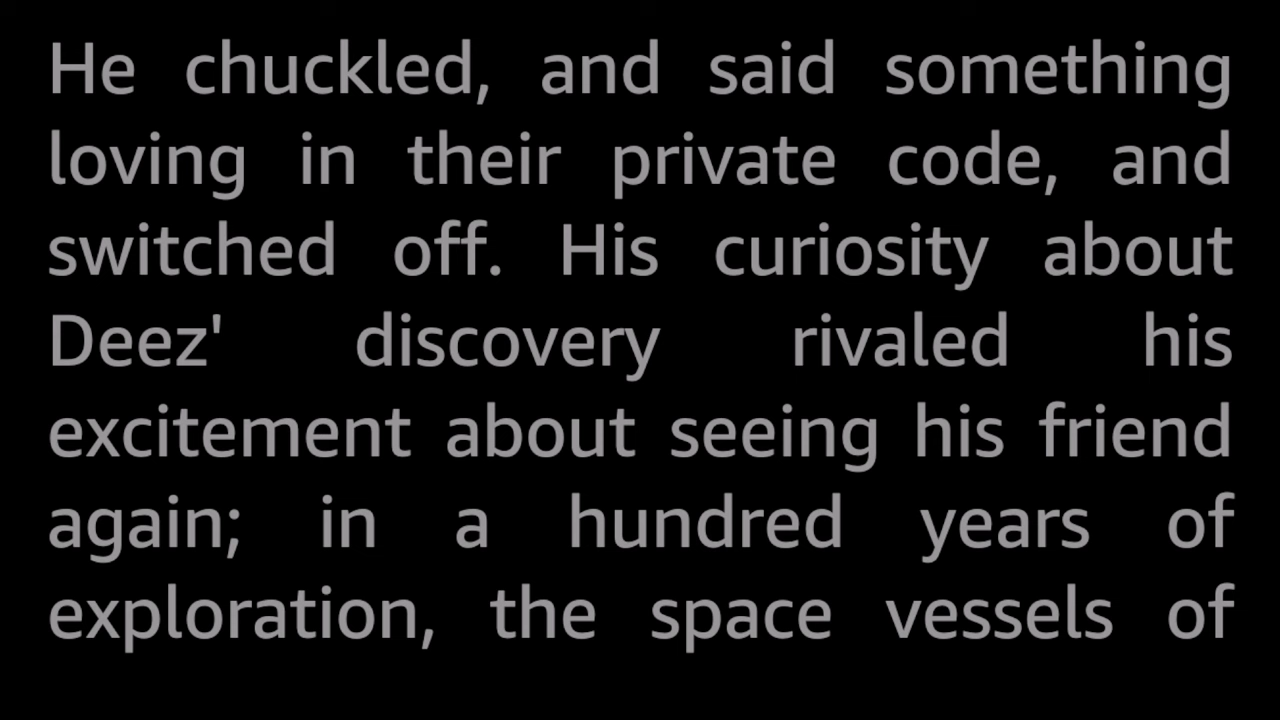 He chuckled, and said something
loving in their private code, and
switched off. His curiosity about
Deez' discovery rivaled his
excitement about seeing his friend
again; in a hundred years of
exploration, the space vessels of